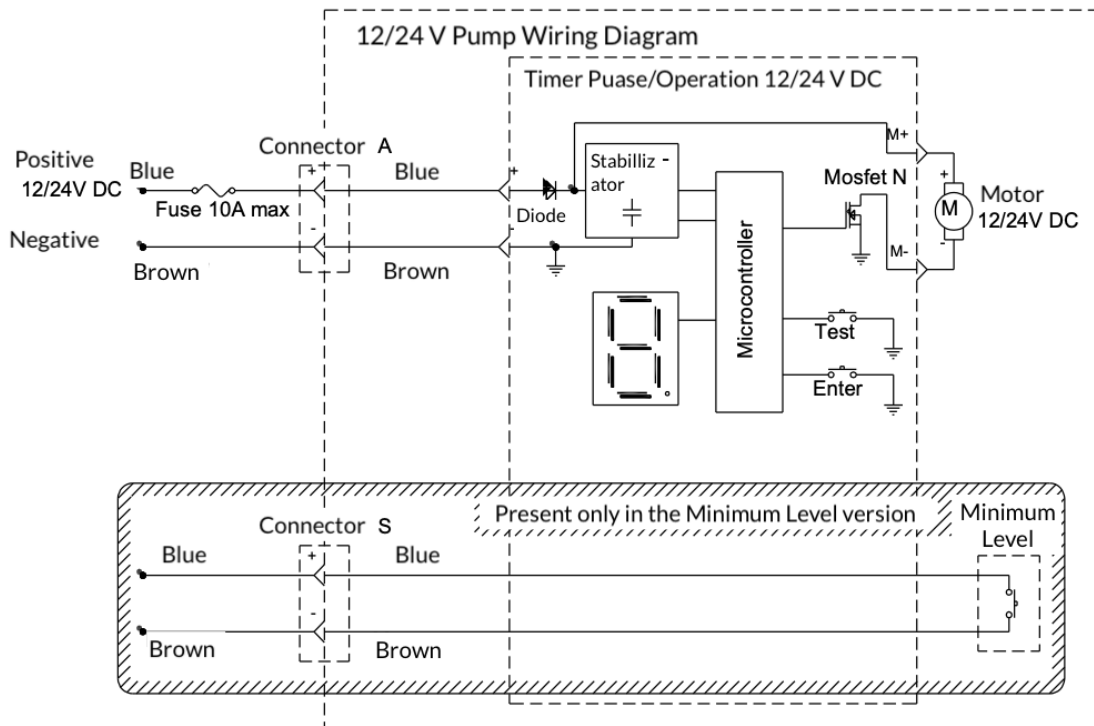 12/24 V Pump Wiring Diagram
Timer Puase/Operation 12/24 V DC
Positive
12/24V DC
Blue
Fuse 10A max
Connector A
+
Blue
+
Diode
Stabilliz -
ator
M+
Mosfet N
+
M
-
Motor
12/24V DC
Negative
Brown
-
Brown
-
M-
Microcontroller
Test
Enter
Present only in the Minimum Level version
Connector S
Minimum
Level
Blue
+
Blue
Brown
-
Brown